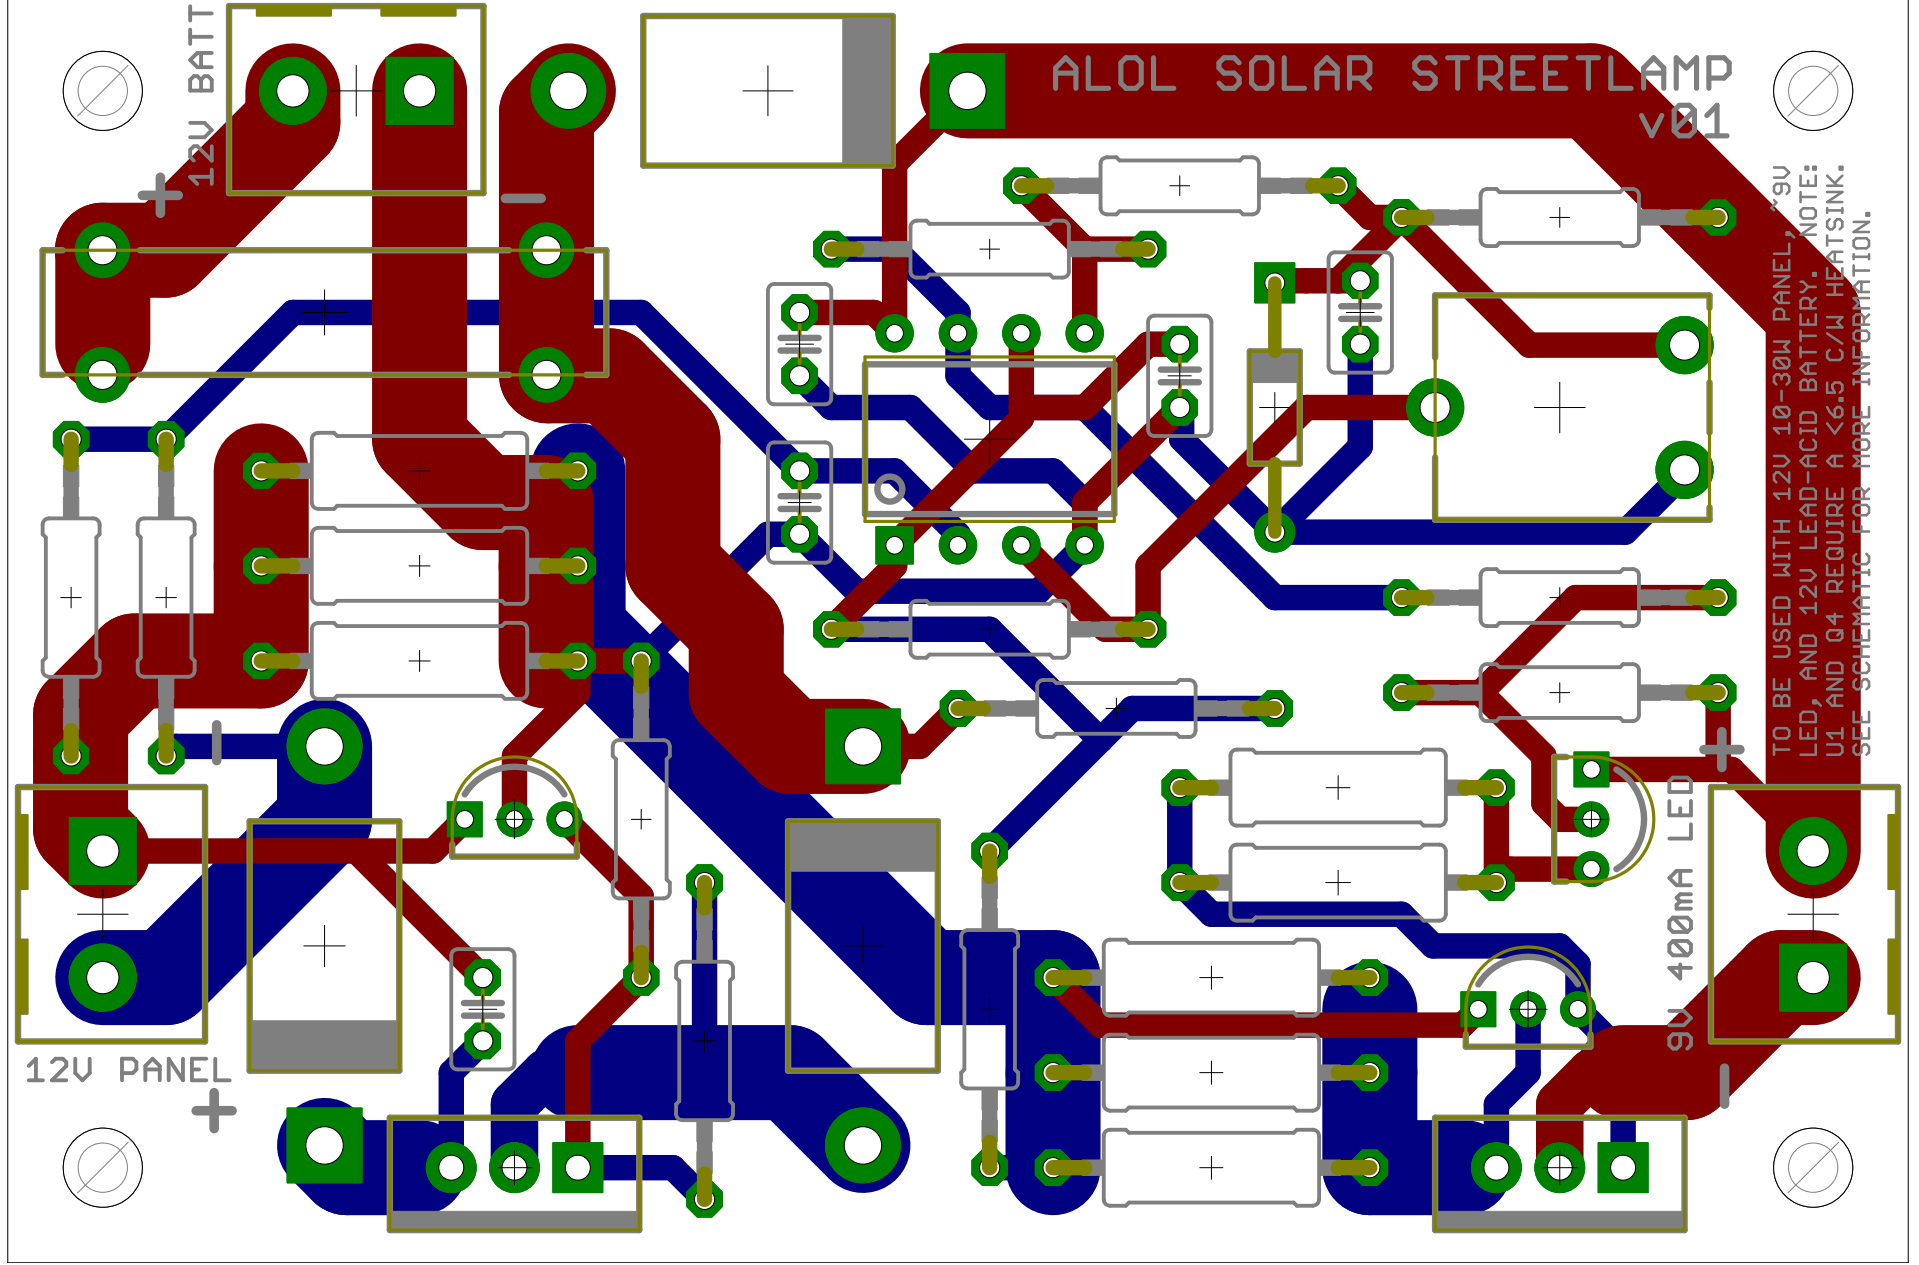 12V BATT
+
-
ALOL SOLAR STREETLAMP
v01
TO BE USED WITH 12V 10-30W PANEL, ~9V
LED, AND 12V LEAD-ACID BATTERY. NOTE:
U1 AND Q4 REQUIRE A <6.5 C/W HEATSINK.
SEE SCHEMATIC FOR MORE INFORMATION.
-
12V PANEL
+
+
9V 400mA LED
-